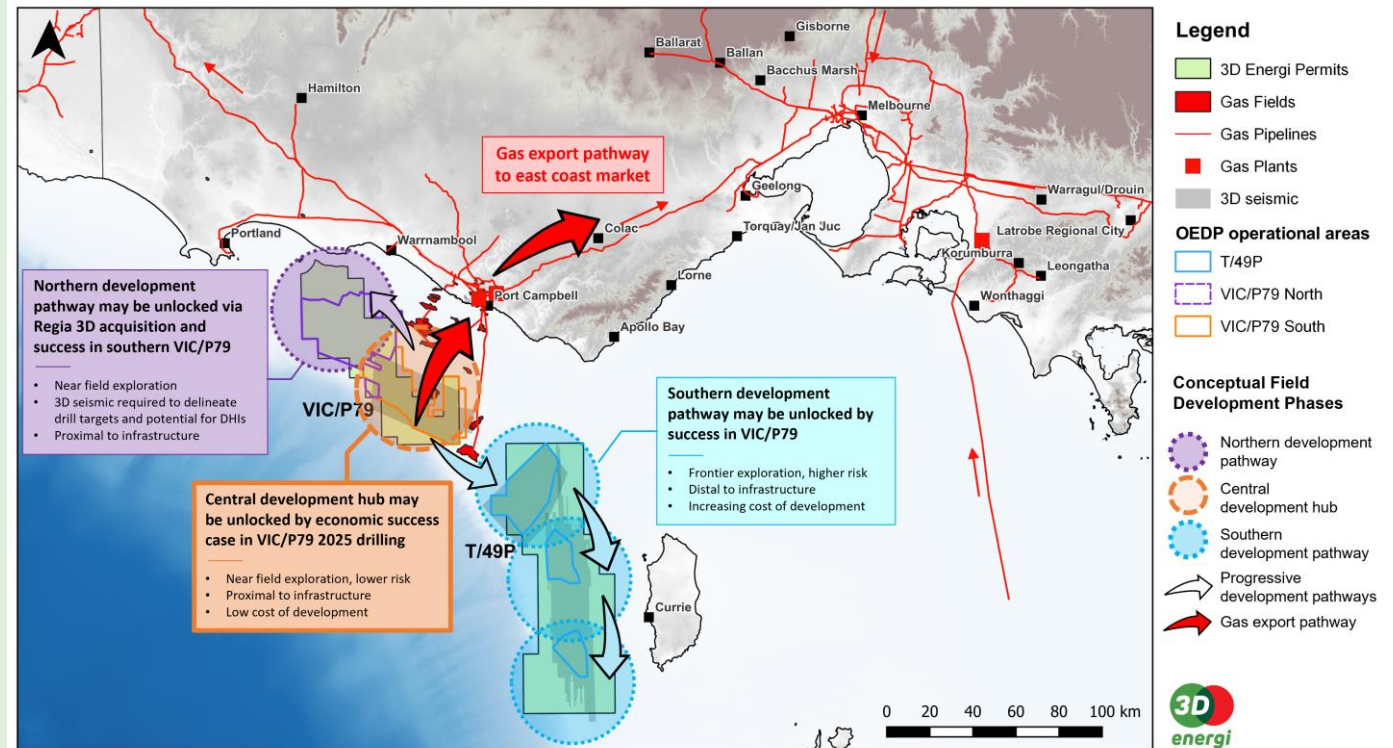 Gisborne
Ballarat
Ballan
Bacchus Marsh
Hamilton
Melbourne
Gas export pathway
to east coast market
Geelong
Warragul/Drouin
Portland
Warrnambool
Colac
Torquay/Jan Juc
Latrobe Regional City
Korumburra
Leongatha
Lorne
Wonthaggi
Port Campbell
Apollo Bay
Northern development
pathway may be unlocked via
Regia 3D acquisition and
success in southern VIC/P79
• Near field exploration
• 3D seismic required to delineate
drill targets and potential for DHIs
• Proximal to infrastructure
VIC/P79
Southern development
pathway may be unlocked by
success in VIC/P79
• Frontier exploration, higher risk
• Distal to infrastructure
• Increasing cost of development
Central development hub may
be unlocked by economic success
case in VIC/P79 2025 drilling
• Near field exploration, lower risk
• Proximal to infrastructure
• Low cost of development
T/49P
Currie
0 20 40 60 80 100 km
Legend
3D Energi Permits
Gas Fields
Gas Pipelines
Gas Plants
3D seismic
OEDP operational areas
T/49P
VIC/P79 North
VIC/P79 South
Conceptual Field
Development Phases
Northern development
pathway
Central
development hub
Southern
development pathway
Progressive
development pathways
Gas export pathway
3D
energi